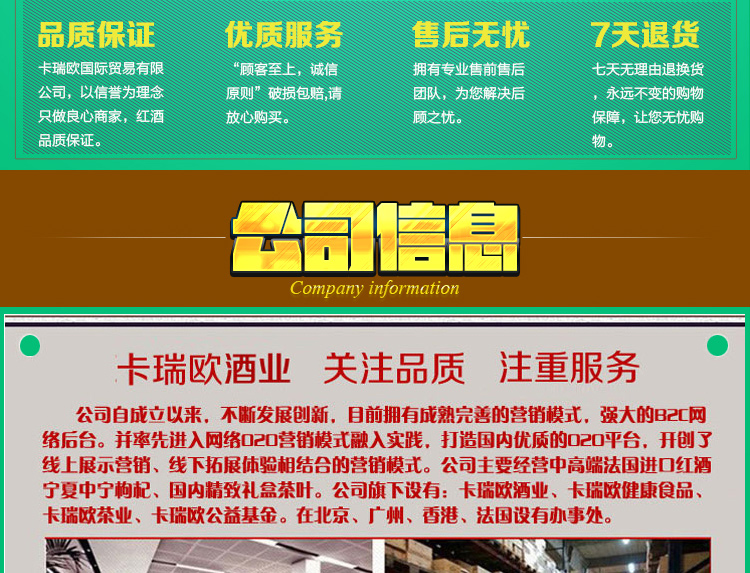 品质保证
卡瑞欧国际贸易有限
公司，以信誉为理念
只做良心商家，红酒
品质保证。
优质服务
“顾客至上，诚信
原则”破损包赔,请
放心购买。
售后无忧
拥有专业售前售后
团队，为您解决后
顾之忧。
7天退货
七天无理由退换货
，永远不变的购物
保障，让您无忧购
物。
公司信息
Company information
卡瑞欧酒业 关注品质 注重服务
公司自成立以来，不断发展创新，目前拥有成熟完善的营销模式，强大的B2C网
络后台。并率先进入网络O2O营销模式融入实践，打造国内优质的O2O平台，开创了
线上展示营销、线下拓展体验相结合的营销模式。公司主要经营中高端法国进口红酒
宁夏中宁枸杞、国内精致礼盒茶叶。公司旗下设有：卡瑞欧酒业、卡瑞欧健康食品、
卡瑞欧茶业、卡瑞欧公益基金。在北京、广州、香港、法国设有办事处。